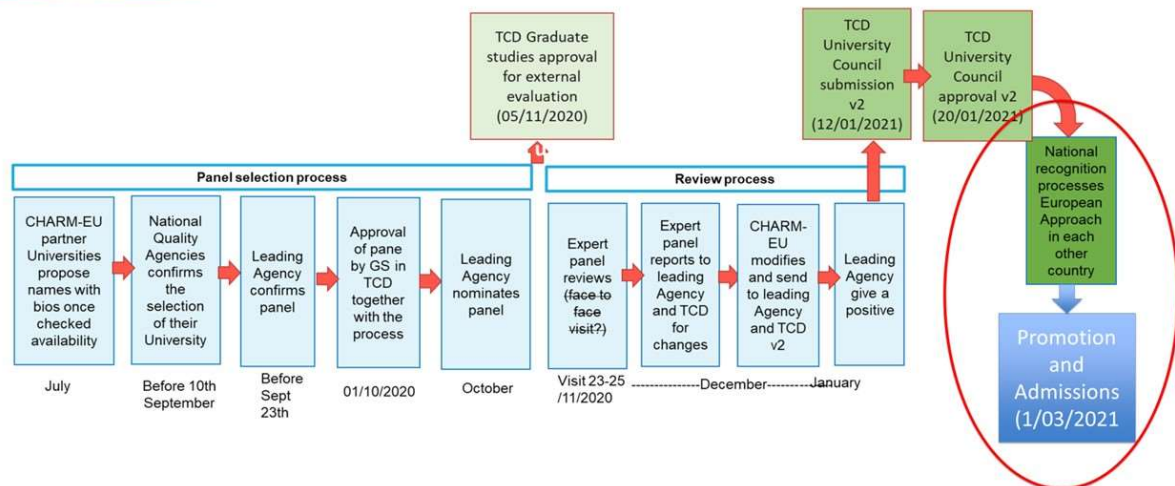 TCD Graduate
studies approval
for external
evaluation
(05/11/2020)
TCD
University
Council
submission
v2
(12/01/2021)
TCD
University
Council
approval v2
(20/01/2021)
National
recognition
processes
European
Approach
in each
other
country
Promotion
and
Admissions
(1/03/2021
Panel selection process
Review process
CHARM-EU
partner
Universities
propose
names with
bios once
checked
availability
National
Quality
Agencies
confirms
the
selection
of their
University
Leading
Agency
confirms
panel
Approval
of pane
by GS in
TCD
together
with the
process
Leading
Agency
nominates
panel
Expert
panel
reviews
(face to
face
visit?)
Expert panel
reports to
leading
Agency
and TCD for
changes
CHARM-
EU
modifies
and send
to leading
Agency
and TCD
v2
Leading
Agency
give a
positive
July
Before 10th
September
Before
Sept
23th
01/10/2020
October
Visit 23-25
/11/2020
----------------December----------------
January